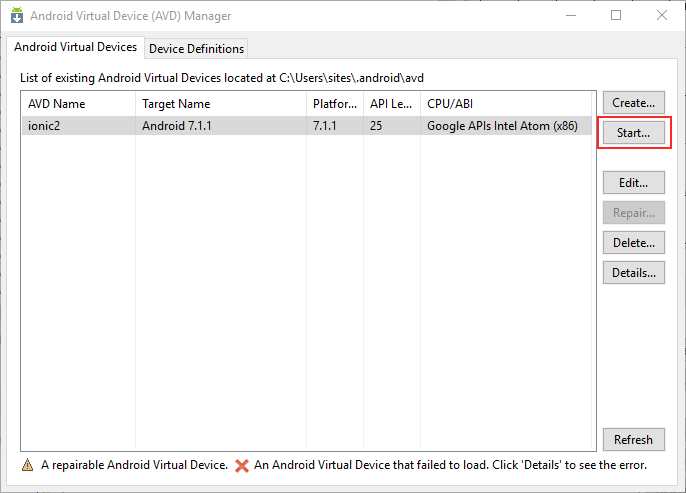 Android Virtual Device (AVD) Manager
Android Virtual Devices Device Definitions
List of existing Android Virtual Devices located at C:\Users\sites\.android\avd
AVD Name Target Name Platfor... API Le... CPU/ABI
ionic2 Android 7.1.1 7.1.1 25 Google APIs Intel Atom (x86)
Create...
Start...
Edit...
Repair...
Delete...
Details...
Refresh
A repairable Android Virtual Device. An Android Virtual Device that failed to load. Click 'Details' to see the error.